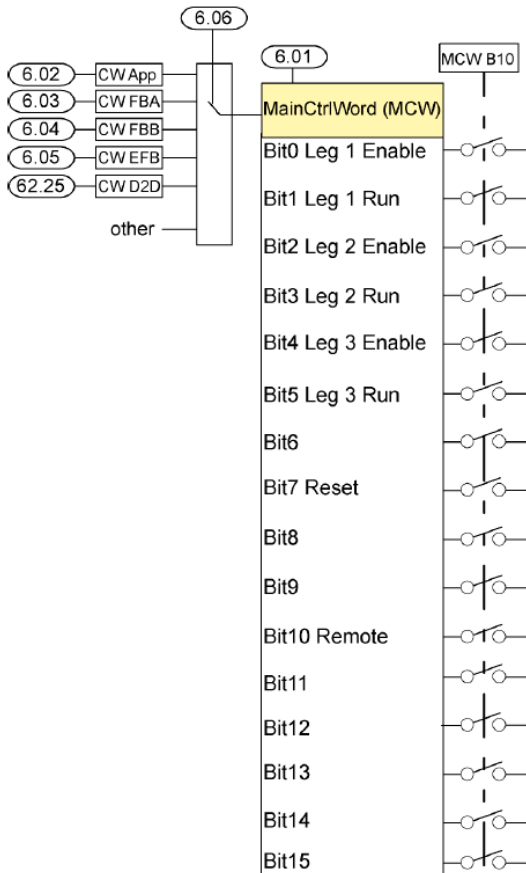 6.06
6.01
MCW B10
6.02 CW App
6.03 CW FBA
6.04 CW FBB
6.05 CW EFB
62.25 CW D2D
other
MainCtrlWord (MCW)
Bit0 Leg 1 Enable
Bit1 Leg 1 Run
Bit2 Leg 2 Enable
Bit3 Leg 2 Run
Bit4 Leg 3 Enable
Bit5 Leg 3 Run
Bit6
Bit7 Reset
Bit8
Bit9
Bit10 Remote
Bit11
Bit12
Bit13
Bit14
Bit15